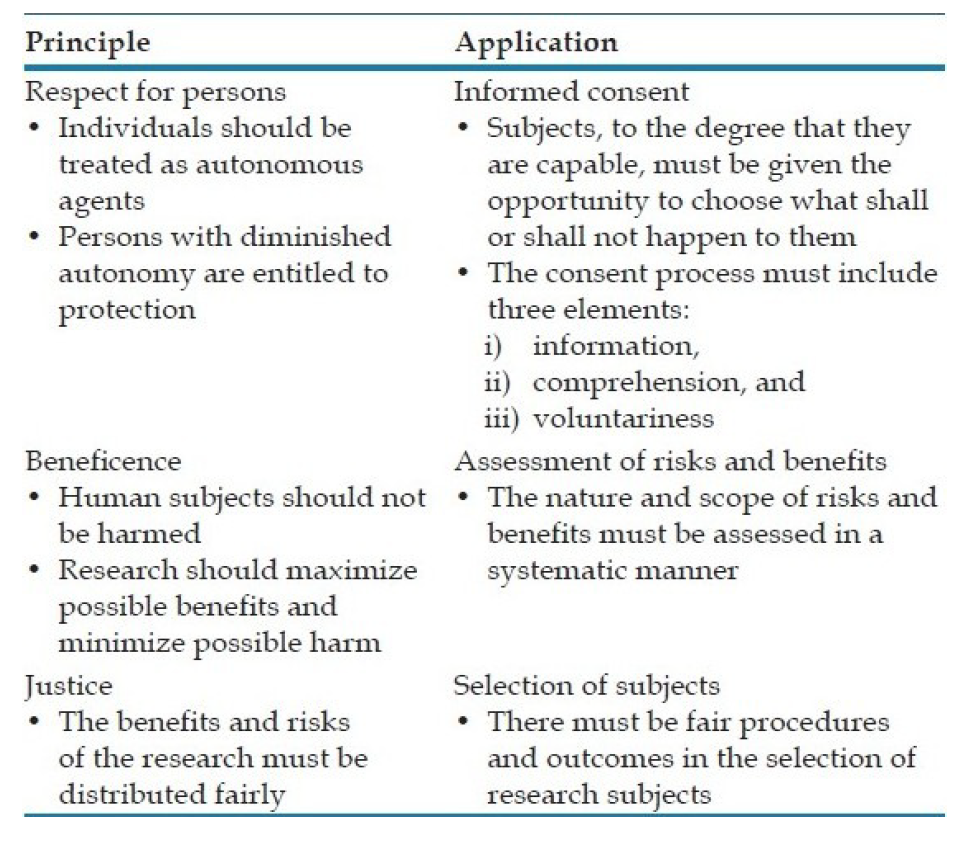 Principle
Application
Respect for persons
• Individuals should be
treated as autonomous
agents
• Persons with diminished
autonomy are entitled to
protection
Informed consent
• Subjects, to the degree that they
are capable, must be given the
opportunity to choose what shall
or shall not happen to them
• The consent process must include
three elements:
i) information,
ii) comprehension, and
iii) voluntariness
Beneficence
• Human subjects should not
be harmed
• Research should maximize
possible benefits and
minimize possible harm
Assessment of risks and benefits
• The nature and scope of risks and
benefits must be assessed in a
systematic manner
Justice
• The benefits and risks
of the research must be
distributed fairly
Selection of subjects
• There must be fair procedures
and outcomes in the selection of
research subjects